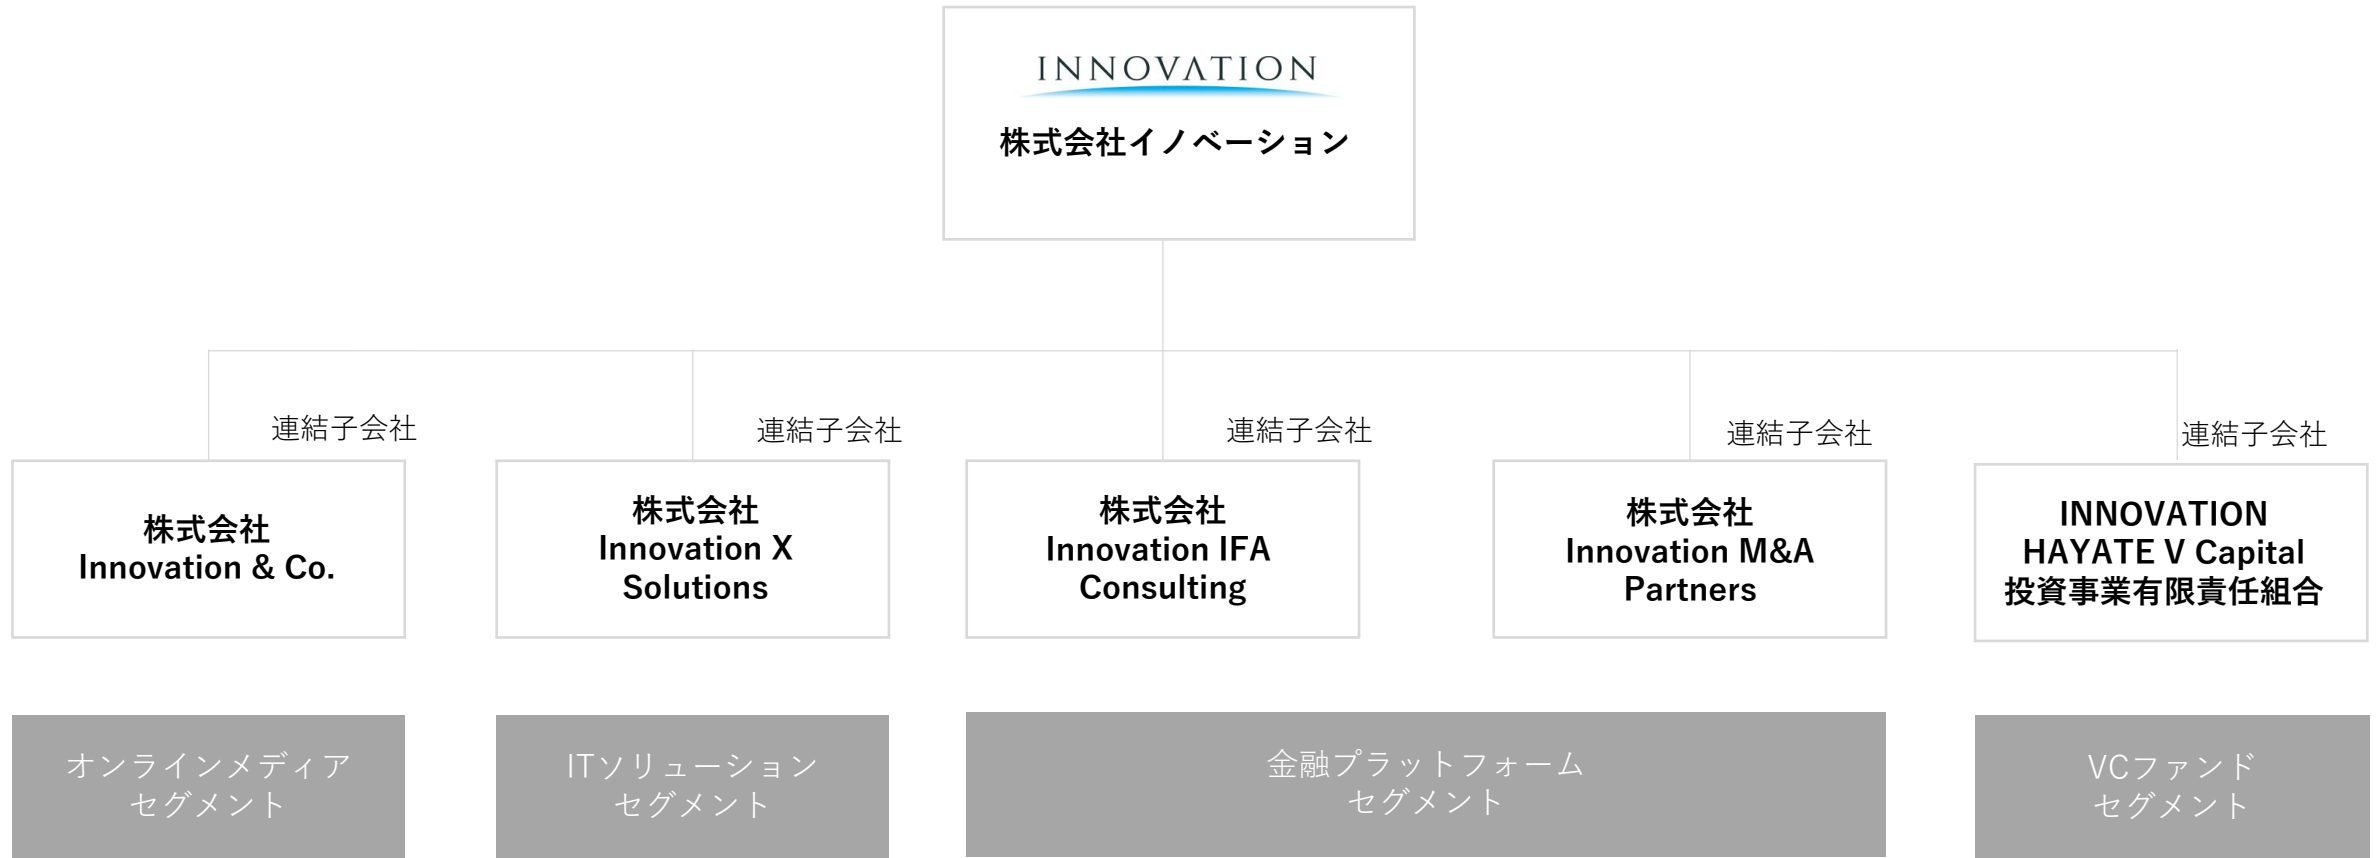 INNOVATION
株式会社イノベーション
連結子会社
連結子会社
連結子会社
連結子会社
連結子会社
株式会社
Innovation & Co.
株式会社
Innovation X
Solutions
株式会社
Innovation IFA
Consulting
株式会社
Innovation M&A
Partners
INNOVATION
HAYATE V Capital
投資事業有限責任組合
オンラインメディア
セグメント
ITソリューション
セグメント
金融プラットフォーム
セグメント
VCファンド
セグメント